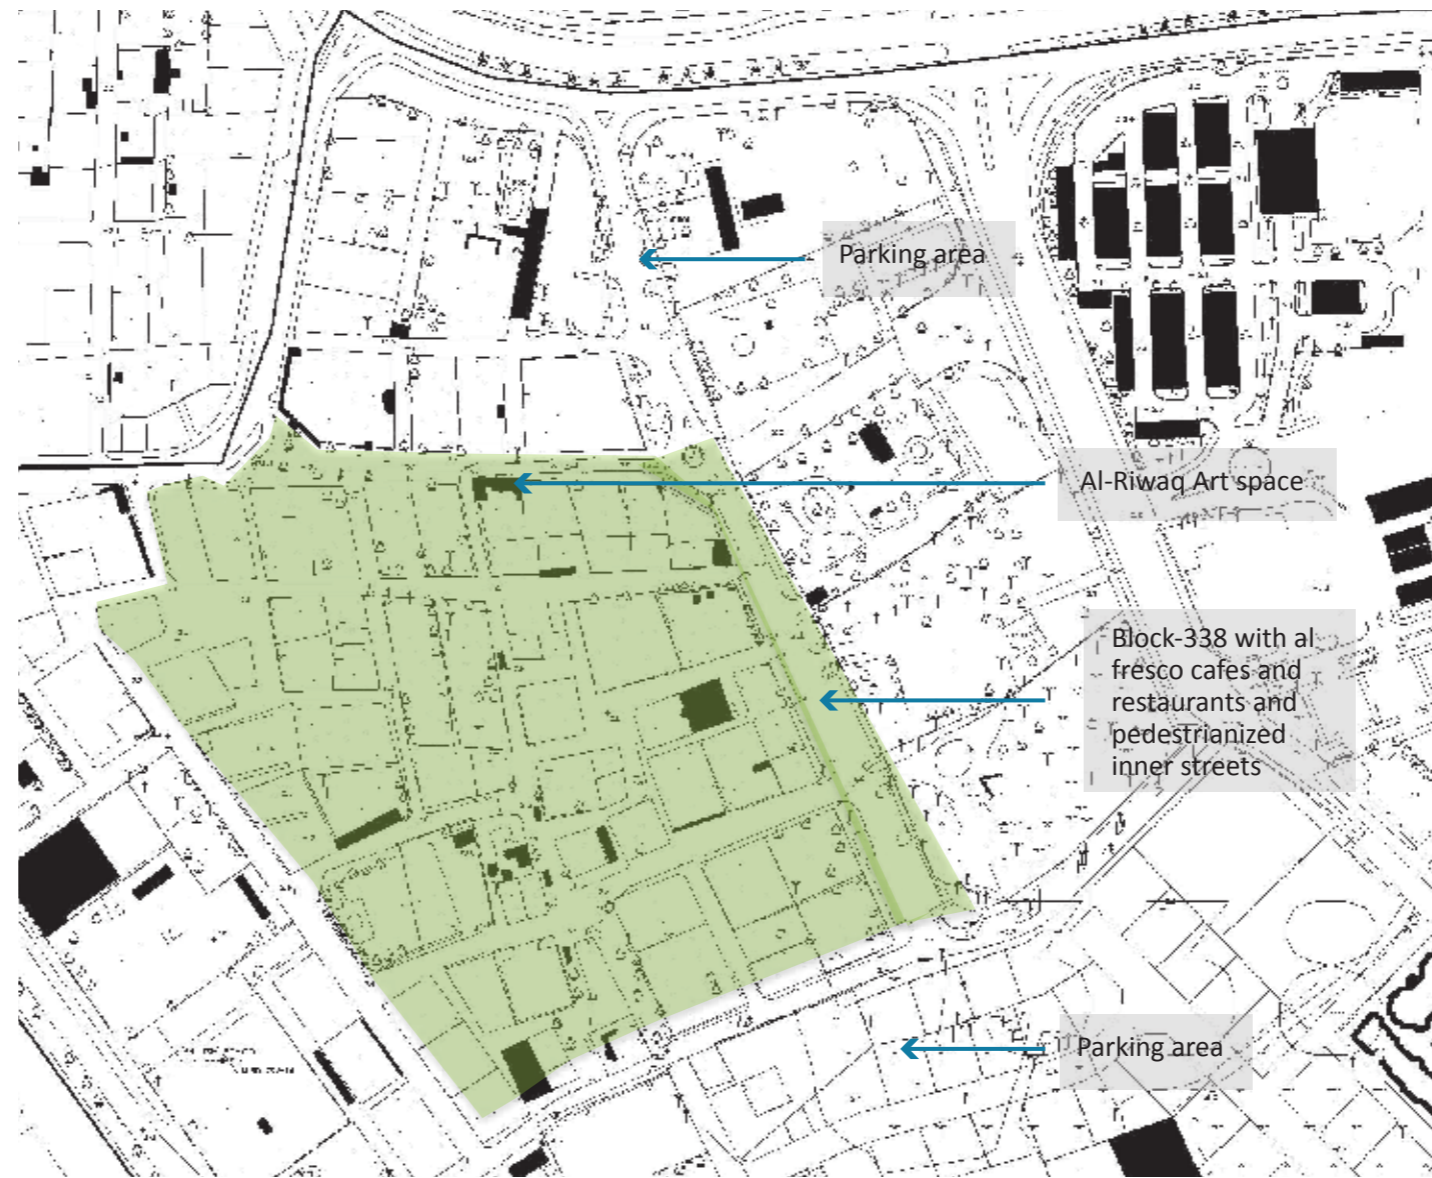 Parking area
Al-Riwaq Art space
Block-338 with al
fresco cafes and
restaurants and
pedestrianized
inner streets
Parking area